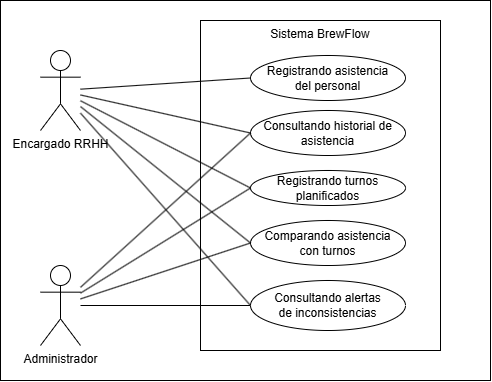 Sistema BrewFlow
Registrando asistencia
del personal
Encargado RRHH
Consultando historial de
asistencia
Registrando turnos
planificados
Comparando asistencia
con turnos
Consultando alertas
de inconsistencias
Administrador